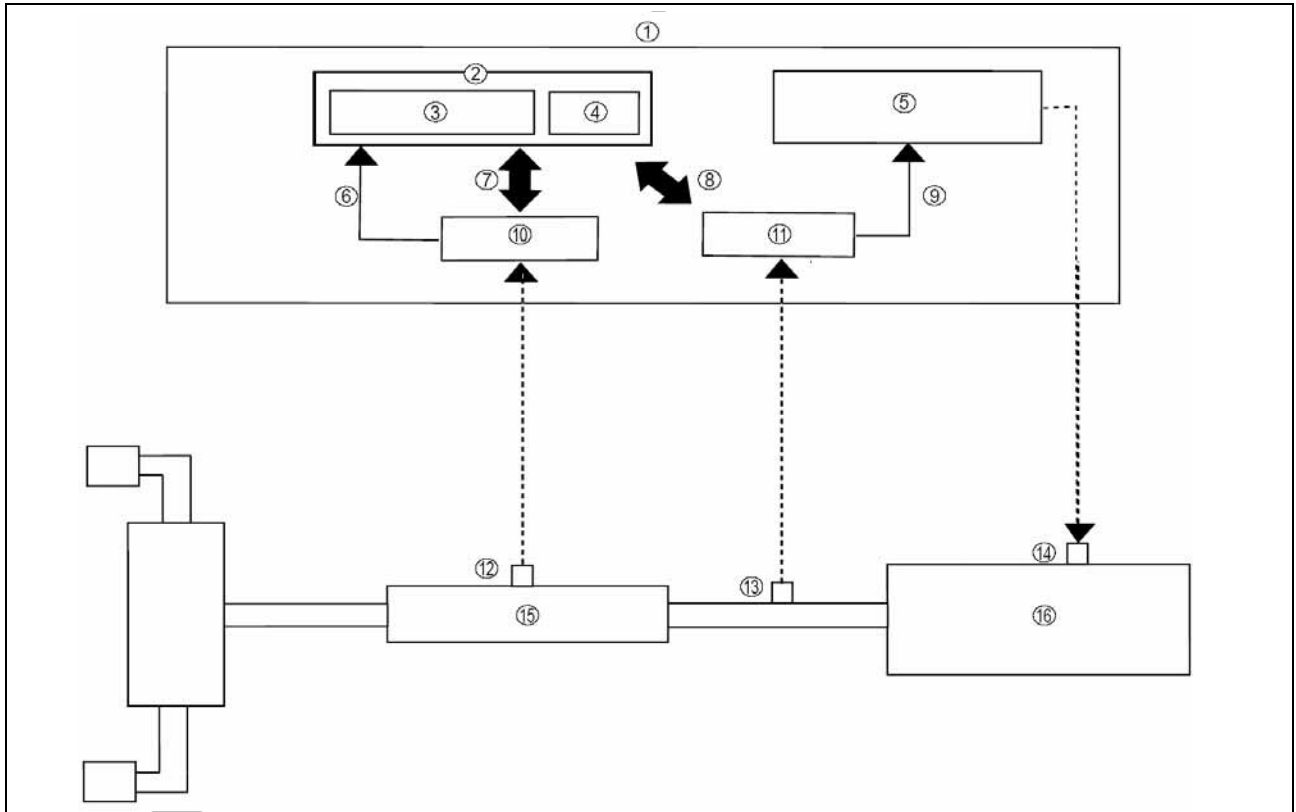 ①
②
③ ④ ⑤
⑥ ⑦ ⑧ ⑨
⑩ ⑪
⑫ ⑬ ⑭
⑮ ⑯